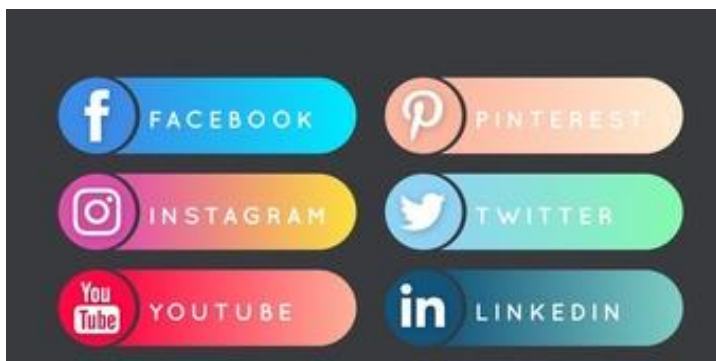 f FACEBOOK
PINTEREST
INSTAGRAM
TWITTER
You
Tube YOUTUBE
in LINKEDIN